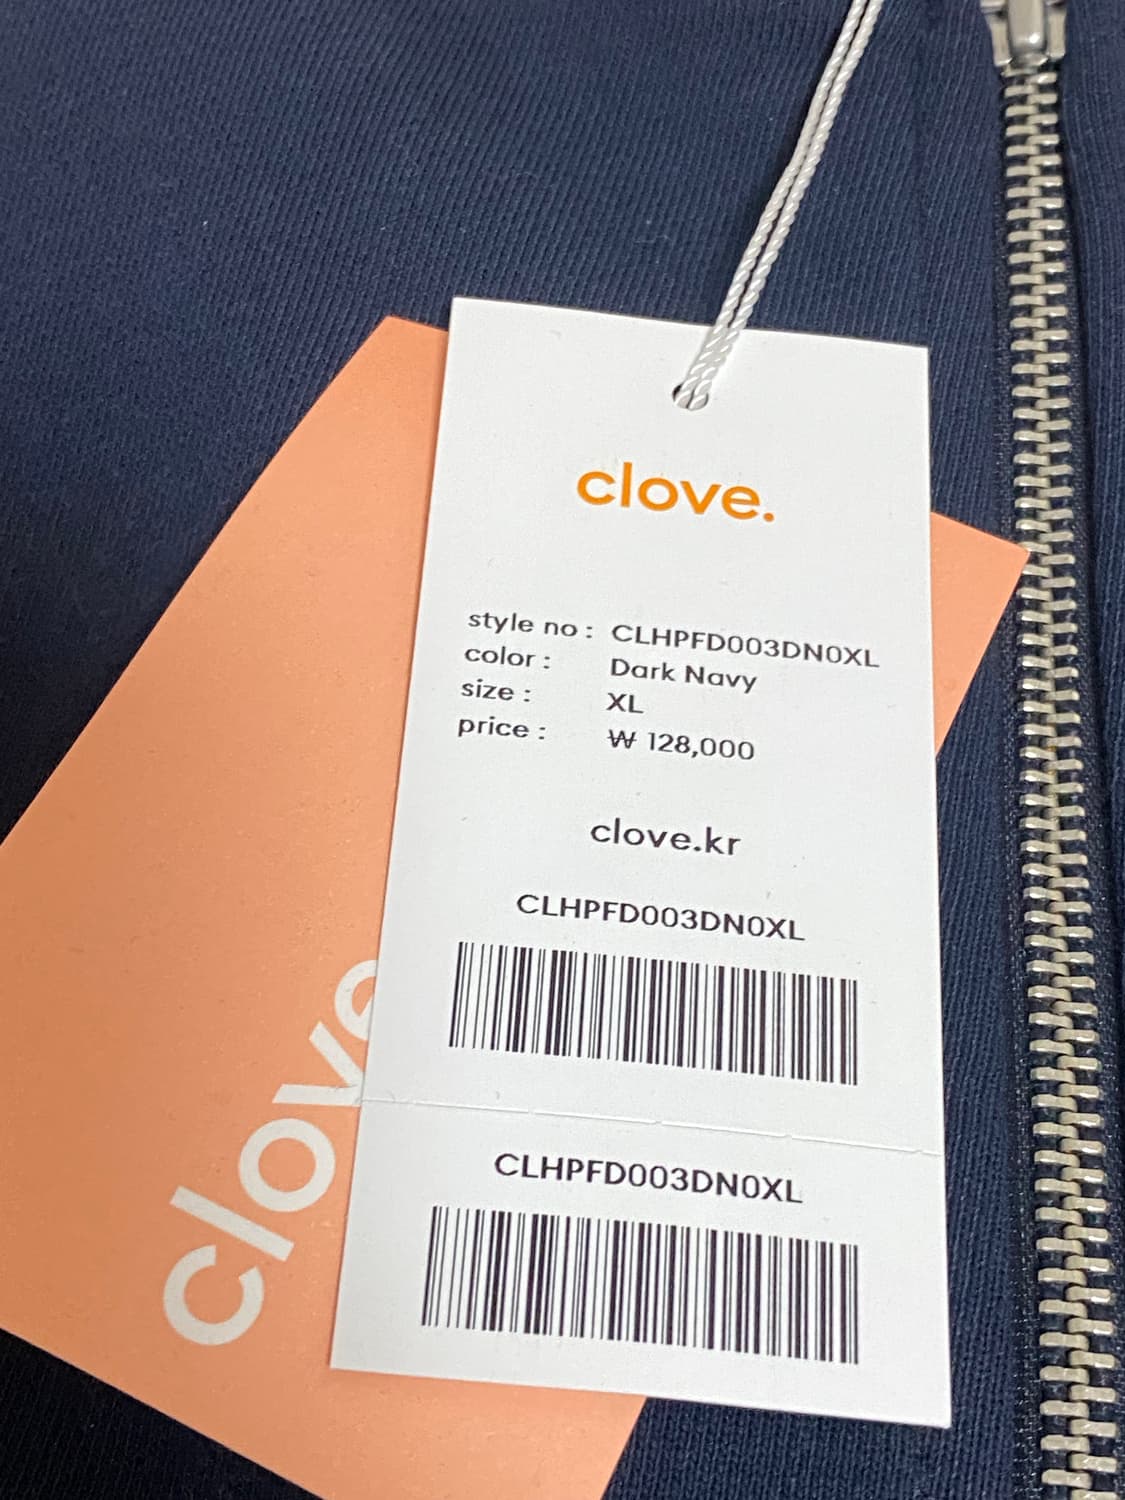 clove.
style no : CLHPFD003DN0XL
color : Dark Navy
size : XL
price : ₩ 128,000
clove.kr
CLHPFD003DN0XL
CLHPFD003DN0XL
clove